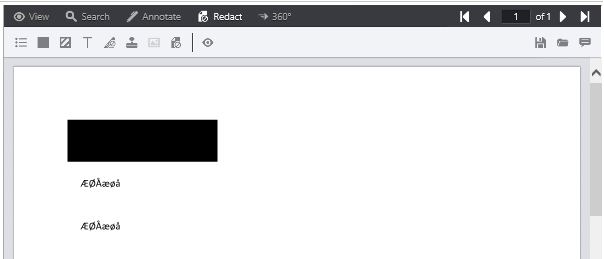 View Search Annotate Redact 360° 1 of 1
T
ÆØÅæøå
ÆØÅæøå